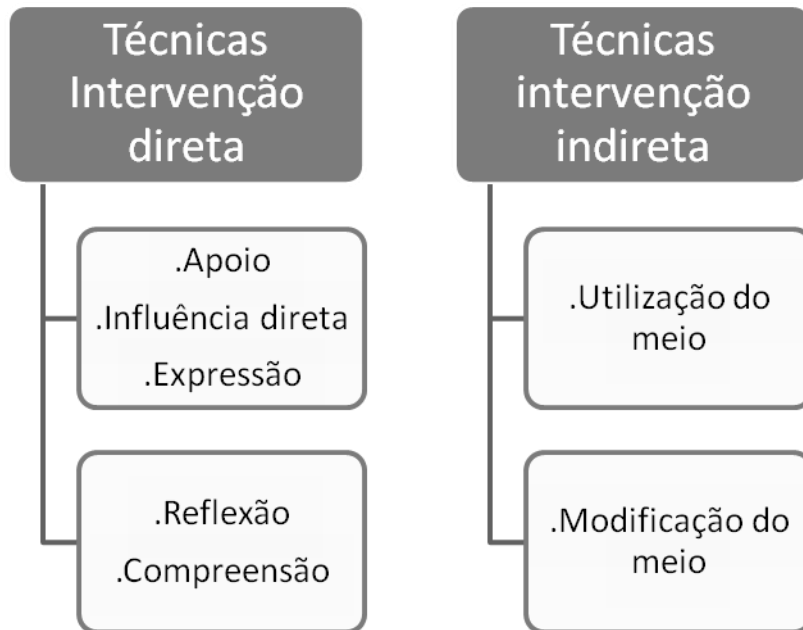 Técnicas
Intervenção
direta
.Apoio
.Influência direta
.Expressão
.Reflexão
.Compreensão
Técnicas
intervenção
indireta
.Utilização do
meio
.Modificação do
meio